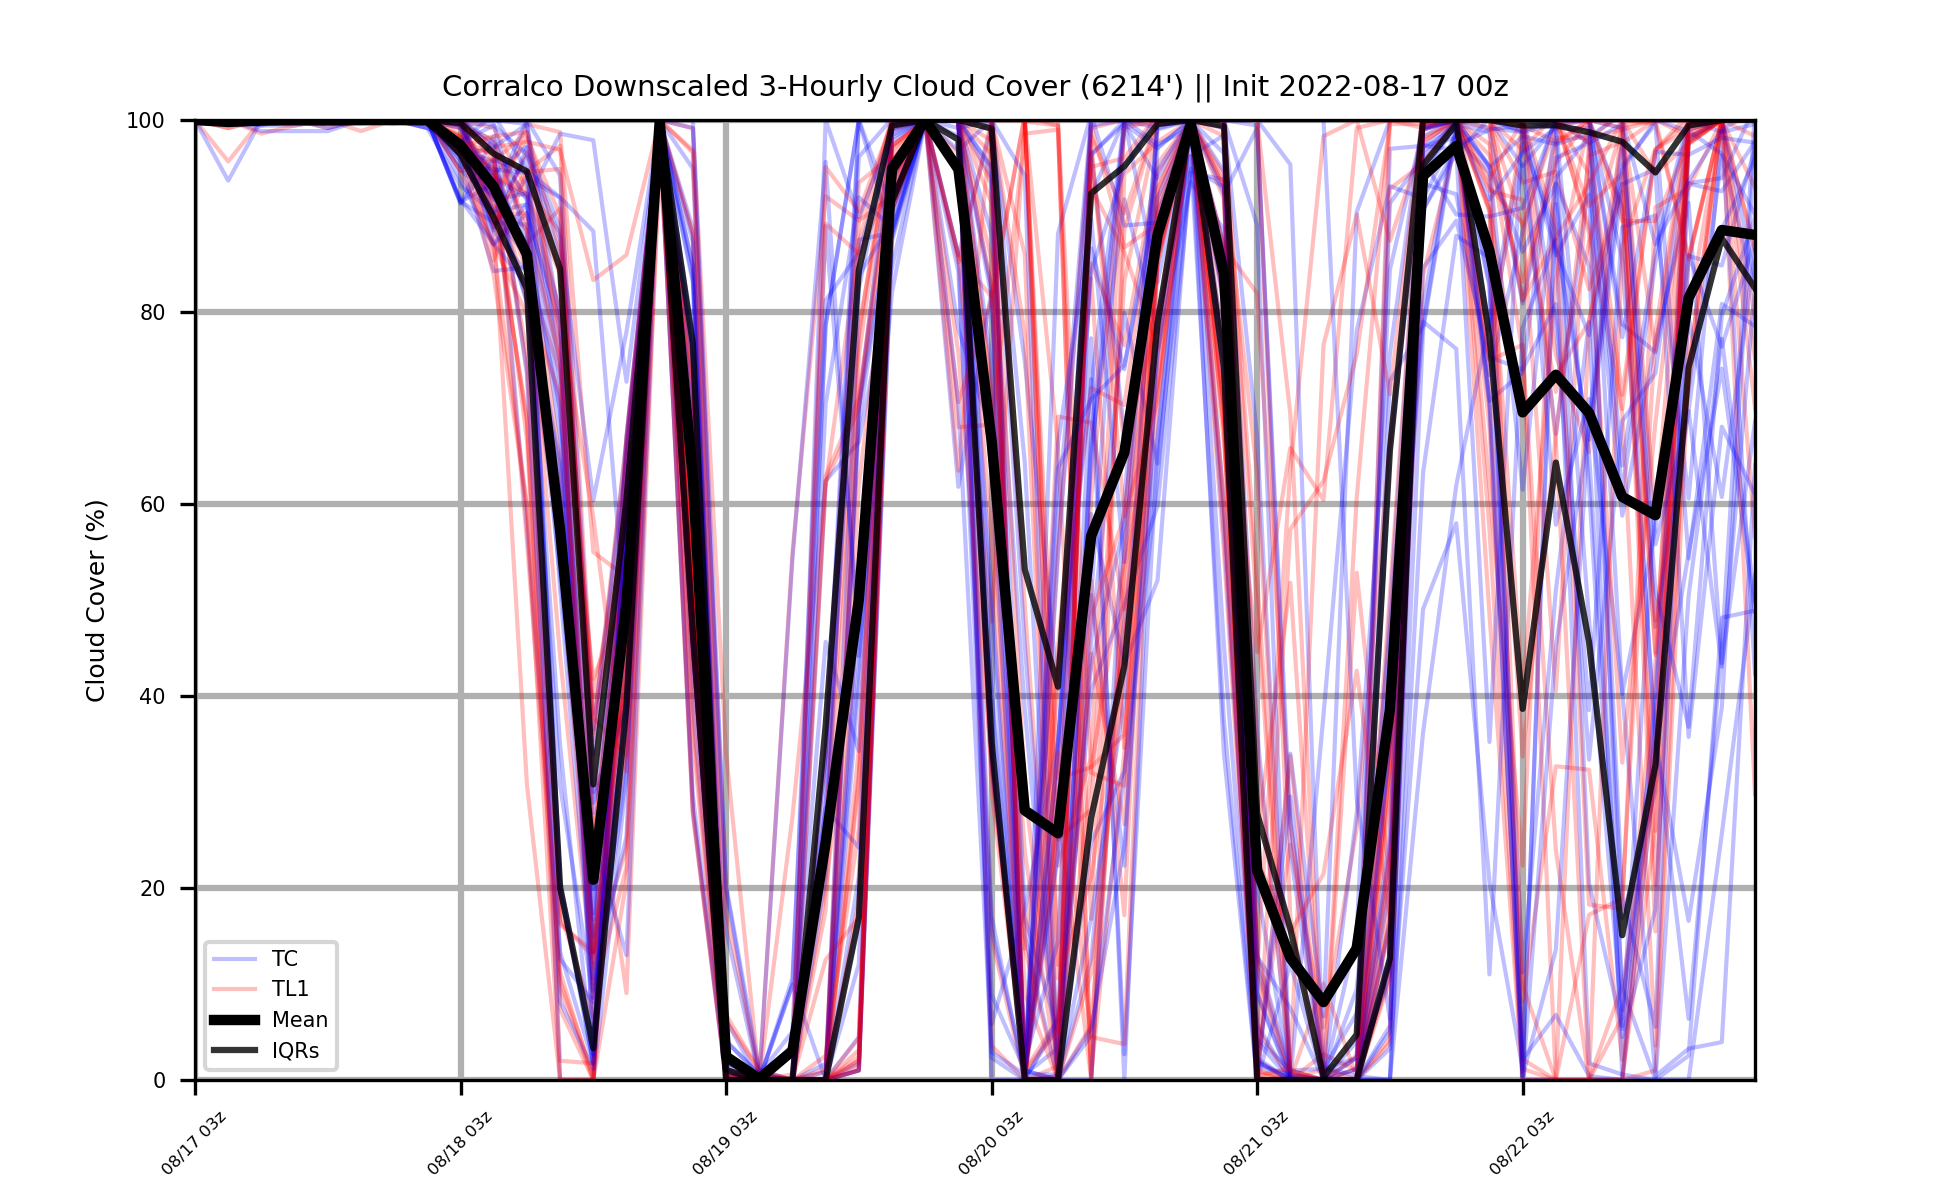 Corralco Downscaled 3-Hourly Cloud Cover (6214') || Init 2022-08-17 00z
Cloud Cover (%)
100
80
60
40
20
0
TC
TL1
Mean
IQRs
08/17 03z
08/18 03z
08/19 03z
08/20 03z
08/21 03z
08/22 03z